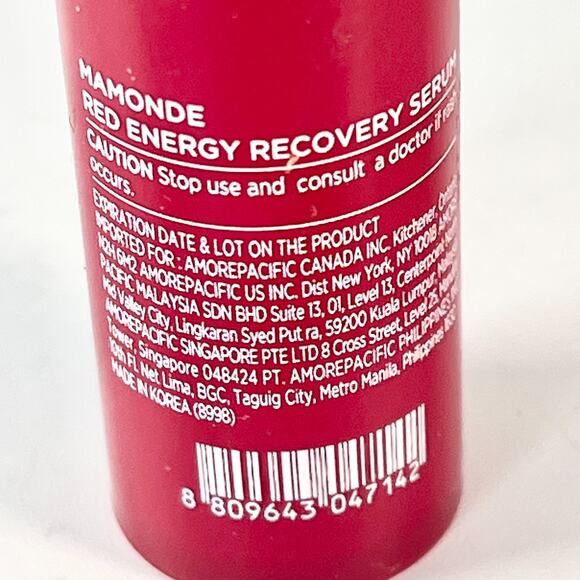 MAMONDE
RED ENERGY RECOVERY SERUM
CAUTION Stop use and consult a doctor if rash
occurs.
EXPIRATION DATE & LOT ON THE PRODUCT
IMPORTED FOR : AMOREPACIFIC CANADA INC. Kitchener,
N2H 6M2 AMOREPACIFIC US INC. Dist New York, NY 10018
PACIFIC MALAYSIA SDN BHD Suite 13, 01, Level 13, Centerpoint
Mid Valley City, Lingkaran Syed Put ra, 59200 Kuala Lumpur,
AMOREPACIFIC SINGAPORE PTE LTD 8 Cross Street, Level
Tower, Singapore 048424 PT. AMOREPACIFIC PHILIPPINES
10th Fl. Net Lima, BGC, Taguig City, Metro Manila, Philippines
MADE IN KOREA (8998)
8 809643 047142